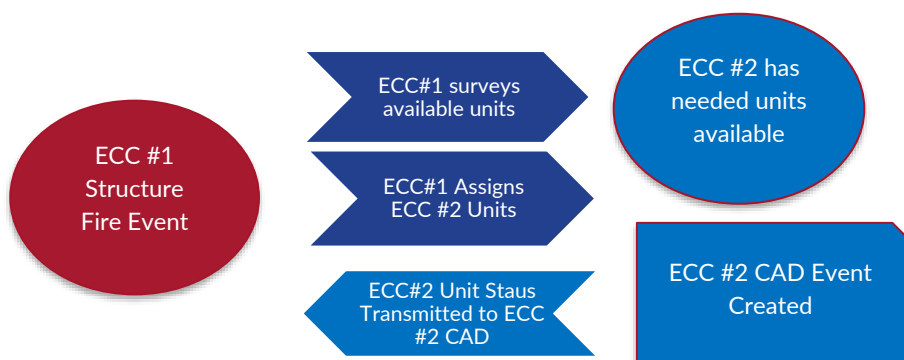 ECC #1
Structure
Fire Event
ECC#1 surveys
available units
ECC #2 has
needed units
available
ECC#1 Assigns
ECC #2 Units
ECC#2 Unit Staus
Transmitted to ECC
#2 CAD
ECC #2 CAD Event
Created